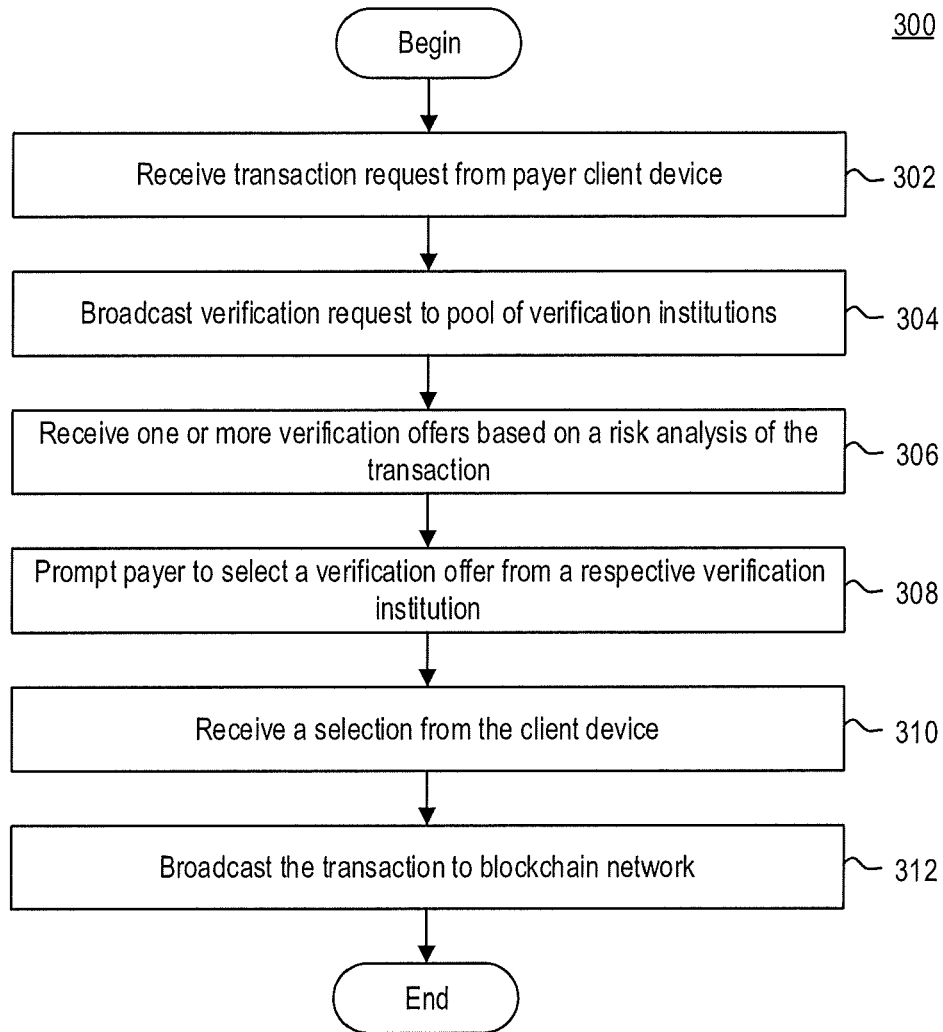 300
Begin
Receive transaction request from payer client device
302
Broadcast verification request to pool of verification institutions
304
Receive one or more verification offers based on a risk analysis of the
transaction
306
Prompt payer to select a verification offer from a respective verification
institution
308
Receive a selection from the client device
310
Broadcast the transaction to blockchain network
312
End